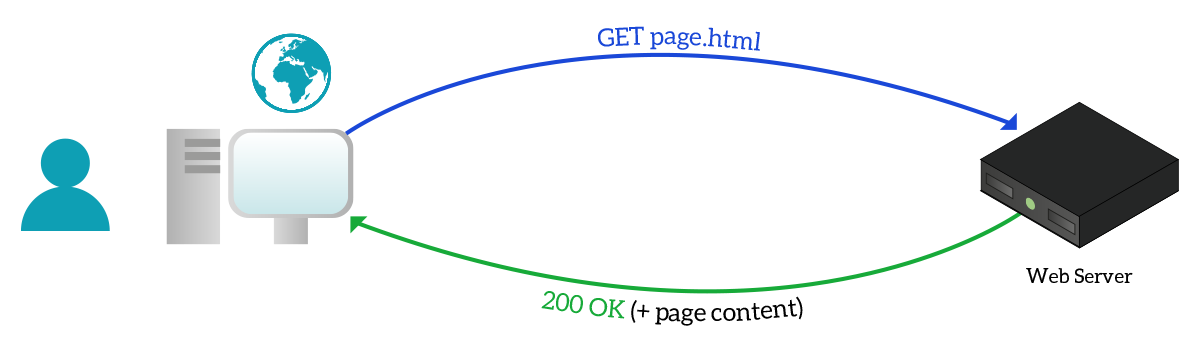 GET page.html
Web Server
200 OK (+ page content)